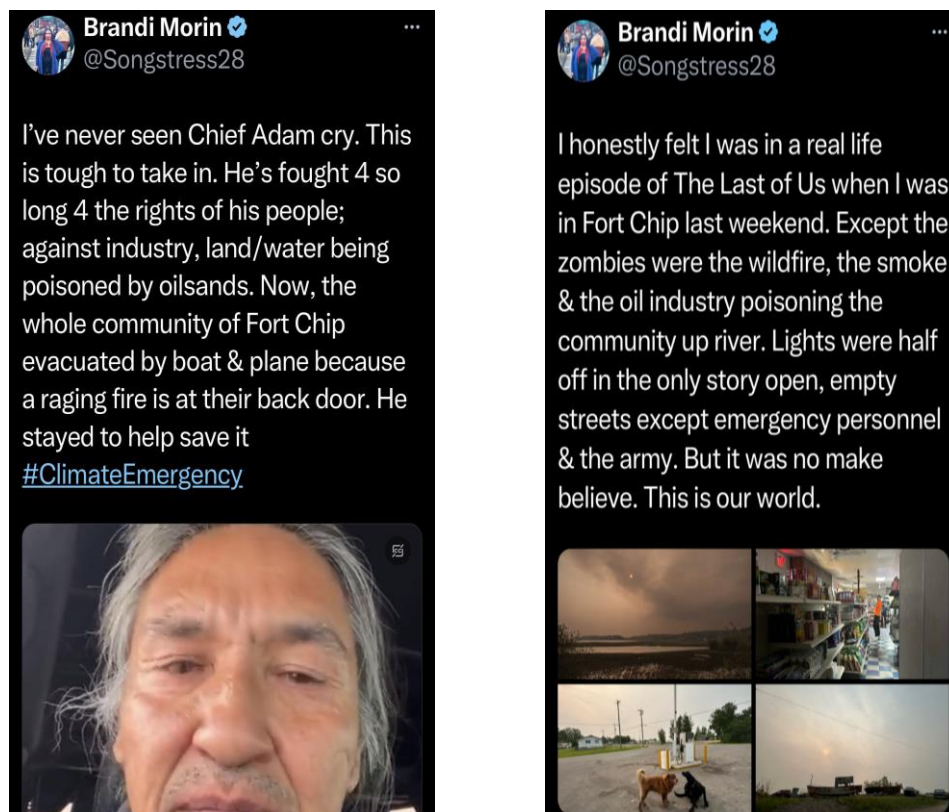 Brandi Morin
@Songstress28
I've never seen Chief Adam cry. This
is tough to take in. He's fought 4 so
long 4 the rights of his people;
against industry, land/water being
poisoned by oilsands. Now, the
whole community of Fort Chip
evacuated by boat & plane because
a raging fire is at their back door. He
stayed to help save it
#ClimateEmergency
Brandi Morin
@Songstress28
I honestly felt I was in a real life
episode of The Last of Us when I was
in Fort Chip last weekend. Except the
zombies were the wildfire, the smoke
& the oil industry poisoning the
community up river. Lights were half
off in the only story open, empty
streets except emergency personnel
& the army. But it was no make
believe. This is our world.